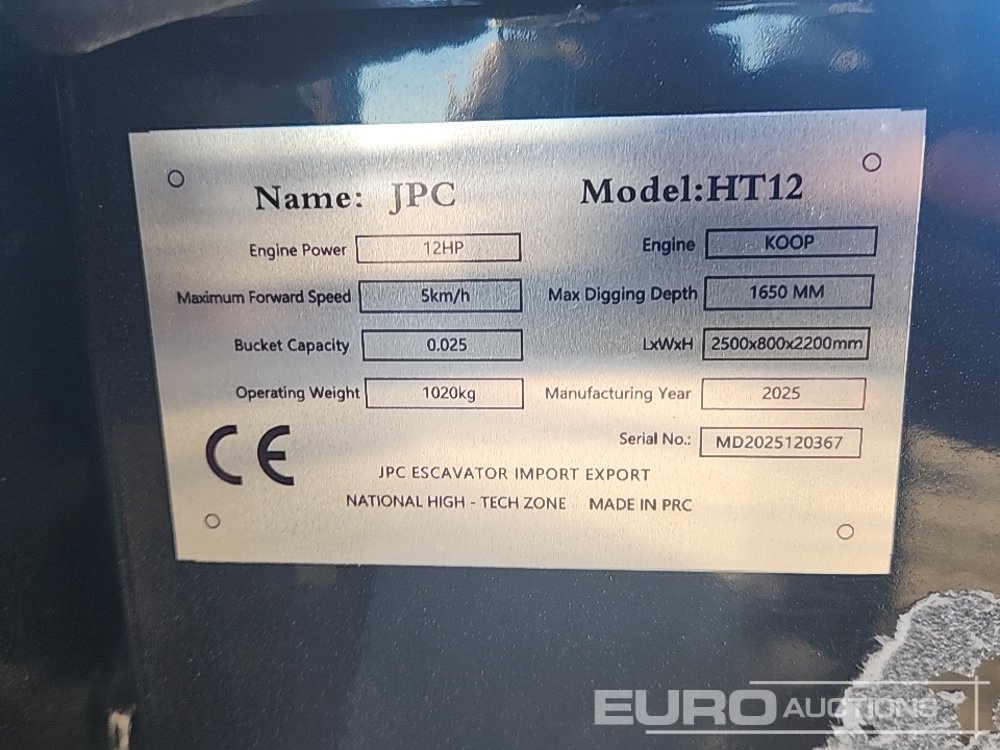 Name: JPC Model:HT12
Engine Power 12HP Engine KOOP
Maximum Forward Speed 5km/h Max Digging Depth 1650 MM
Bucket Capacity 0.025 LxWxH 2500x800x2200mm
Operating Weight 1020kg Manufacturing Year 2025
Serial No.: MD2025120367
CE
JPC ESCAVATOR IMPORT EXPORT
NATIONAL HIGH - TECH ZONE MADE IN PRC
EURO AUCTIONS